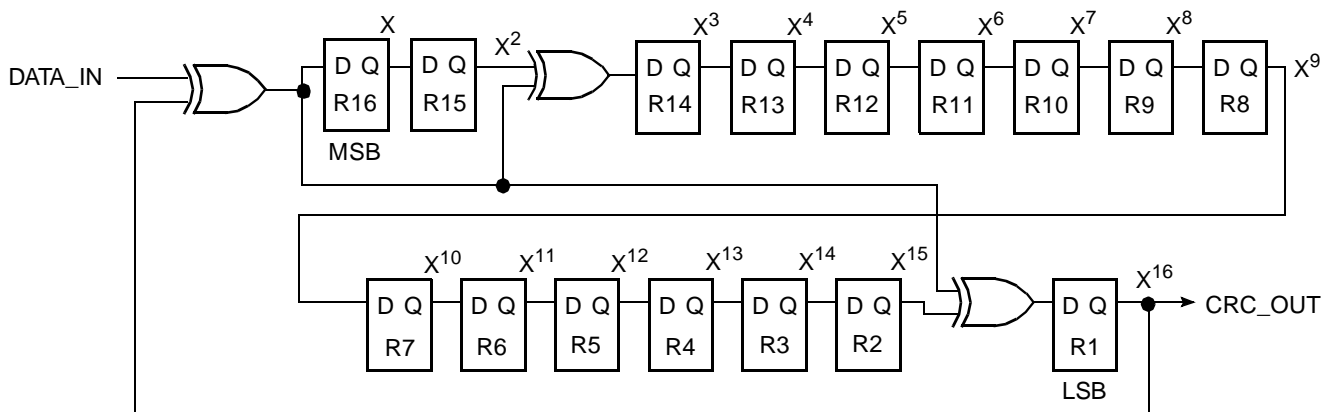 X X² X³ X⁴ X⁵ X⁶ X⁷ X⁸
DATA_IN D Q D Q D Q D Q D Q D Q D Q D Q D Q X⁹
R16 R15 R14 R13 R12 R11 R10 R9 R8
MSB
X¹⁰ X¹¹ X¹² X¹³ X¹⁴ X¹⁵ X¹⁶
D Q D Q D Q D Q D Q D Q D Q CRC_OUT
R7 R6 R5 R4 R3 R2 R1
LSB